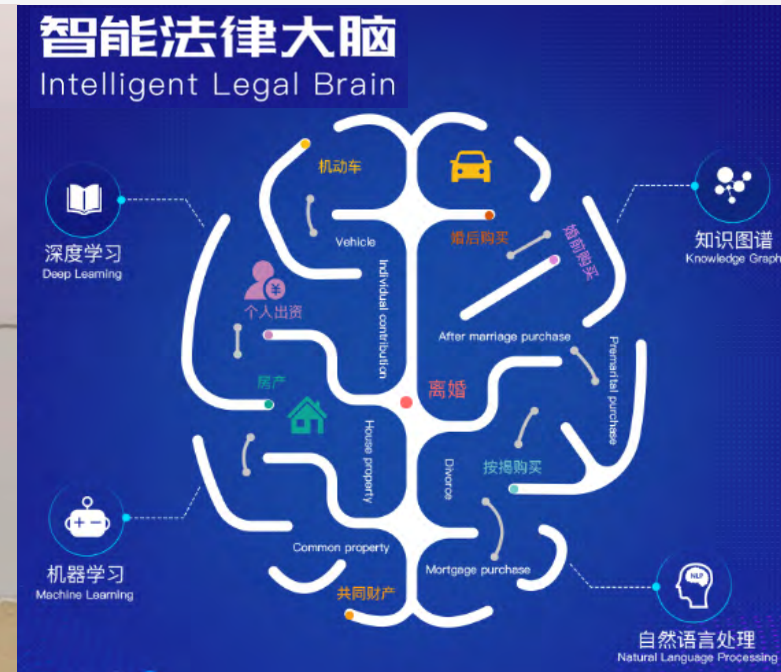 智能法律大脑
Intelligent Legal Brain
机动车
Vehicle
婚后购买
婚前购买
深度学习
Deep Learning
知识图谱
Knowledge Graph
个人出资
Individual contribution
After marriage purchase
Premarital purchase
房产
离婚
House property
Divorce
按揭购买
机器学习
Machine Learning
Common property
Mortgage purchase
共同财产
NLP
自然语言处理
Natural Language Processing